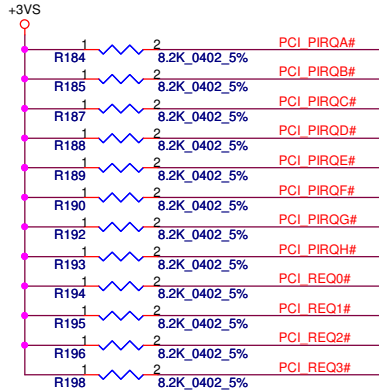 +3VS
1 2 PCI_PIRQA#
R184 8.2K_0402_5%
1 2 PCI_PIRQB#
R185 8.2K_0402_5%
1 2 PCI_PIRQC#
R187 8.2K_0402_5%
1 2 PCI_PIRQD#
R188 8.2K_0402_5%
1 2 PCI_PIRQE#
R189 8.2K_0402_5%
1 2 PCI_PIRQF#
R190 8.2K_0402_5%
1 2 PCI_PIRQG#
R192 8.2K_0402_5%
1 2 PCI_PIRQH#
R193 8.2K_0402_5%
1 2 PCI_REQ0#
R194 8.2K_0402_5%
1 2 PCI_REQ1#
R195 8.2K_0402_5%
1 2 PCI_REQ2#
R196 8.2K_0402_5%
1 2 PCI_REQ3#
R198 8.2K_0402_5%